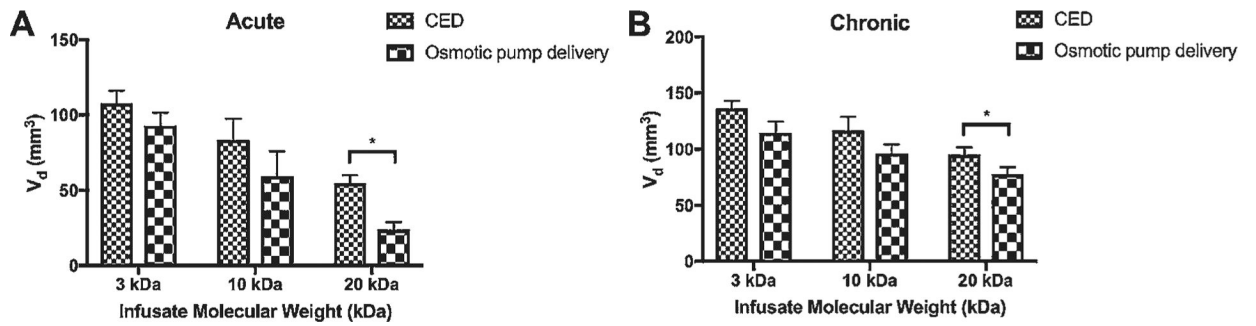 A
Acute
CED
Osmotic pump delivery
150
100
50
0
Vd (mm³)
*
3 kDa
10 kDa
20 kDa
Infusate Molecular Weight (kDa)
B
Chronic
CED
Osmotic pump delivery
200
150
100
50
0
Vd (mm³)
*
3 kDa
10 kDa
20 kDa
Infusate Molecular Weight (kDa)